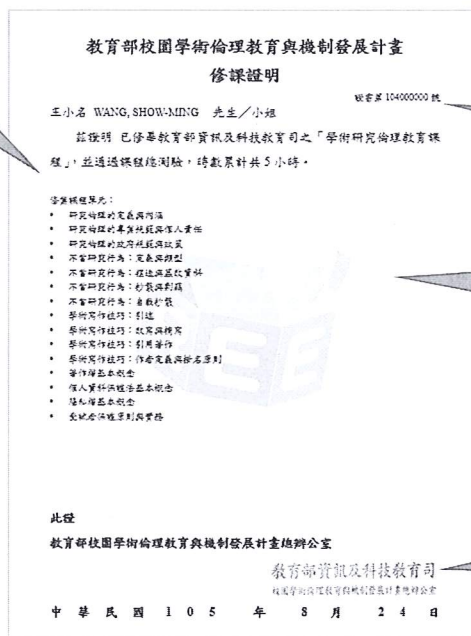 教育部校園學術倫理教育與機制發展計畫
修課證明
證書第 104000000 號
王小名 WANG, SHOW-MING 先生／小姐
茲證明 已修畢教育部資訊及科技教育司之「學術研究倫理教育課
程」，並通過課程總測驗，時數累計共 5 小時。
修業課程單元：
• 研究倫理的定義與內涵
• 研究倫理的專業規範與個人責任
• 研究倫理的政府規範與政策
• 不當研究行為：定義與類型
• 不當研究行為：捏造與篡改資料
• 不當研究行為：抄襲與剽竊
• 不當研究行為：自我抄襲
• 學術寫作技巧：引述
• 學術寫作技巧：改寫與摘寫
• 學術寫作技巧：引用著作
• 學術寫作技巧：作者定義與掛名原則
• 著作權基本概念
• 個人資料保護法基本概念
• 隱私權基本概念
• 受試者保護原則與實務
此證
教育部校園學術倫理教育與機制發展計畫總辦公室
教育部資訊及科技教育司
校園學術倫理教育與機制發展計畫總辦公室
中 華 民 國 1 0 5 年 8 月 2 4 日